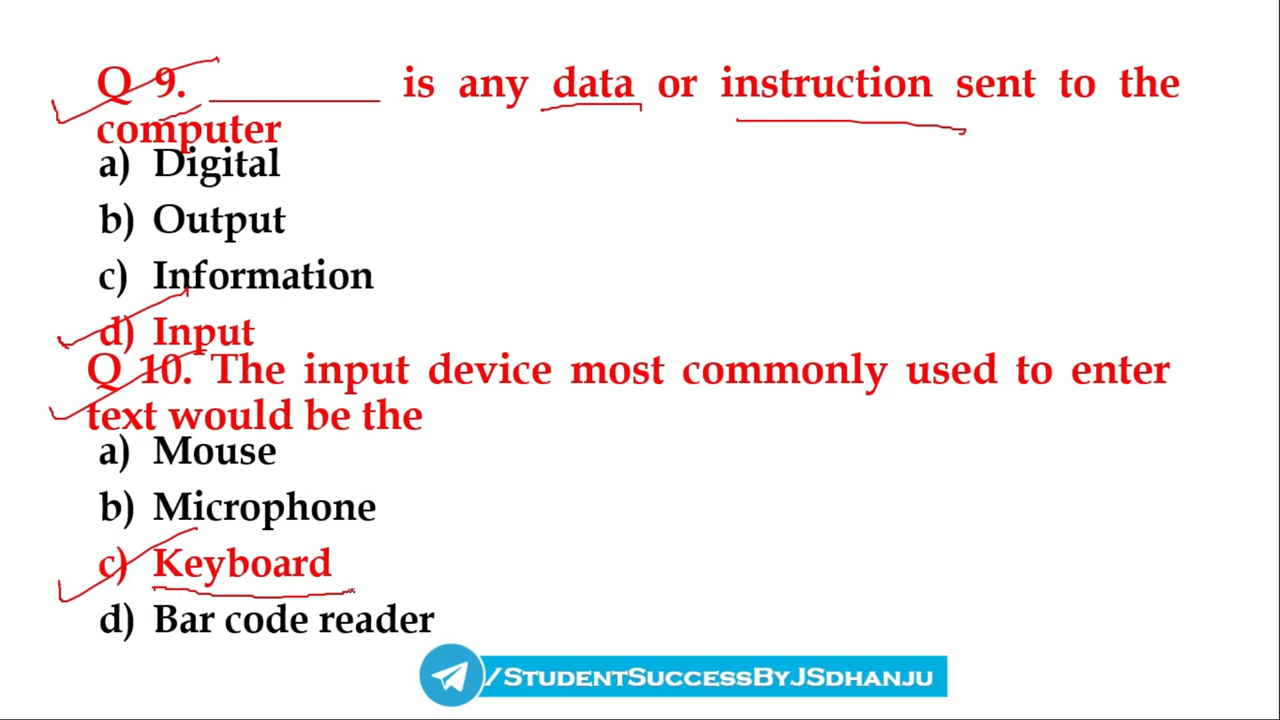 Q 9. ________ is any data or instruction sent to the
computer
a) Digital
b) Output
c) Information
d) Input
Q 10. The input device most commonly used to enter
text would be the
a) Mouse
b) Microphone
c) Keyboard
d) Bar code reader
/StudentSuccessByJSdhanju